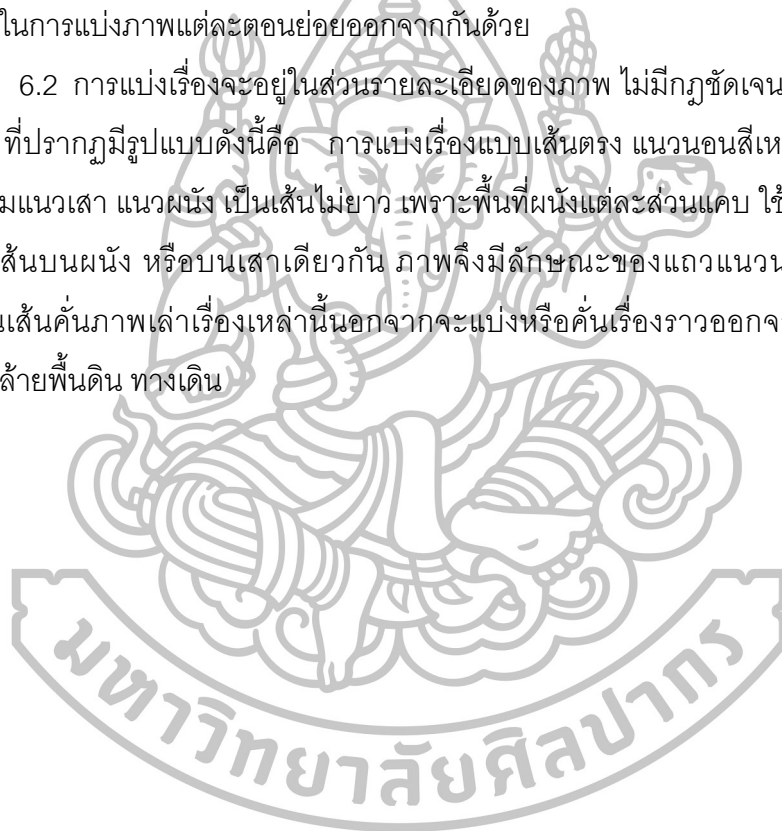 ในการแบ่งภาพแต่ละตอนย่อยออกจากกันด้วย
6.2 การแบ่งเรื่องจะอยู่ในส่วนรายละเอียดของภาพ ไม่มีกฎชัดเจน
ที่ปรากฏมีรูปแบบดังนี้คือ การแบ่งเรื่องแบบเส้นตรง แนวนอนสีเห
มแนวเสา แนวผนัง เป็นเส้นไม่ยาว เพราะพื้นที่ผนังแต่ละส่วนแคบ ใช้
ส้นบนผนัง หรือบนเสาเดียวกัน ภาพจึงมีลักษณะของแถวแนวน
เส้นคั่นภาพเล่าเรื่องเหล่านี้นอกจากจะแบ่งหรือคั่นเรื่องราวออกจ
ล้ายพื้นดิน ทางเดิน
มหาวิทยาลัยศิลปากร